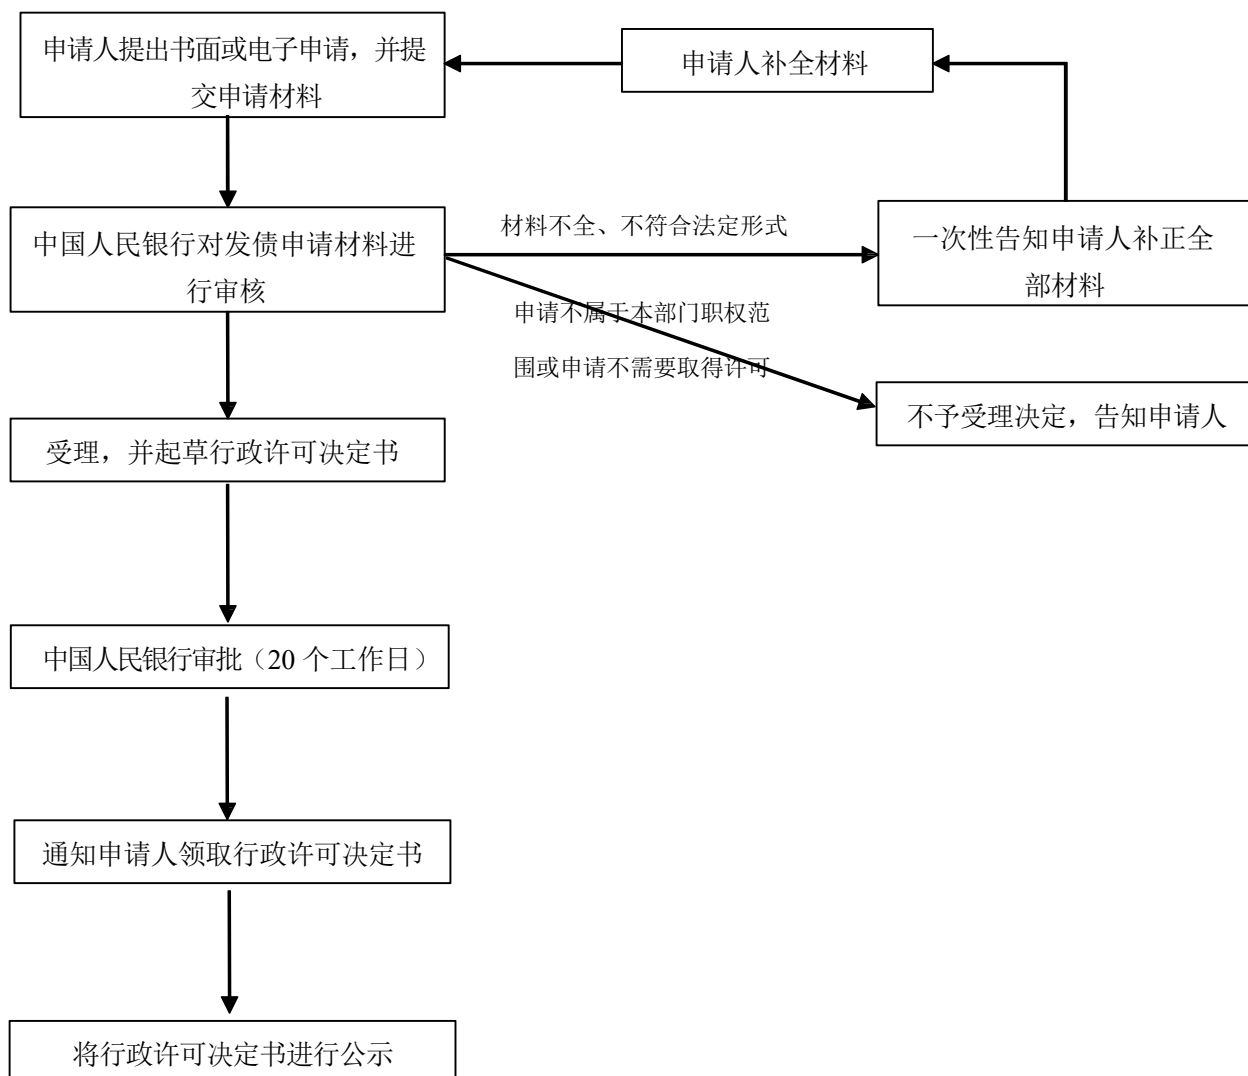 申请人提出书面或电子申请，并提
交申请材料
申请人补全材料
中国人民银行对发债申请材料进
行审核
材料不全、不符合法定形式
一次性告知申请人补正全
部材料
申请不属于本部门职权范
围或申请不需要取得许可
不予受理决定，告知申请人
受理，并起草行政许可决定书
中国人民银行审批（20 个工作日）
通知申请人领取行政许可决定书
将行政许可决定书进行公示